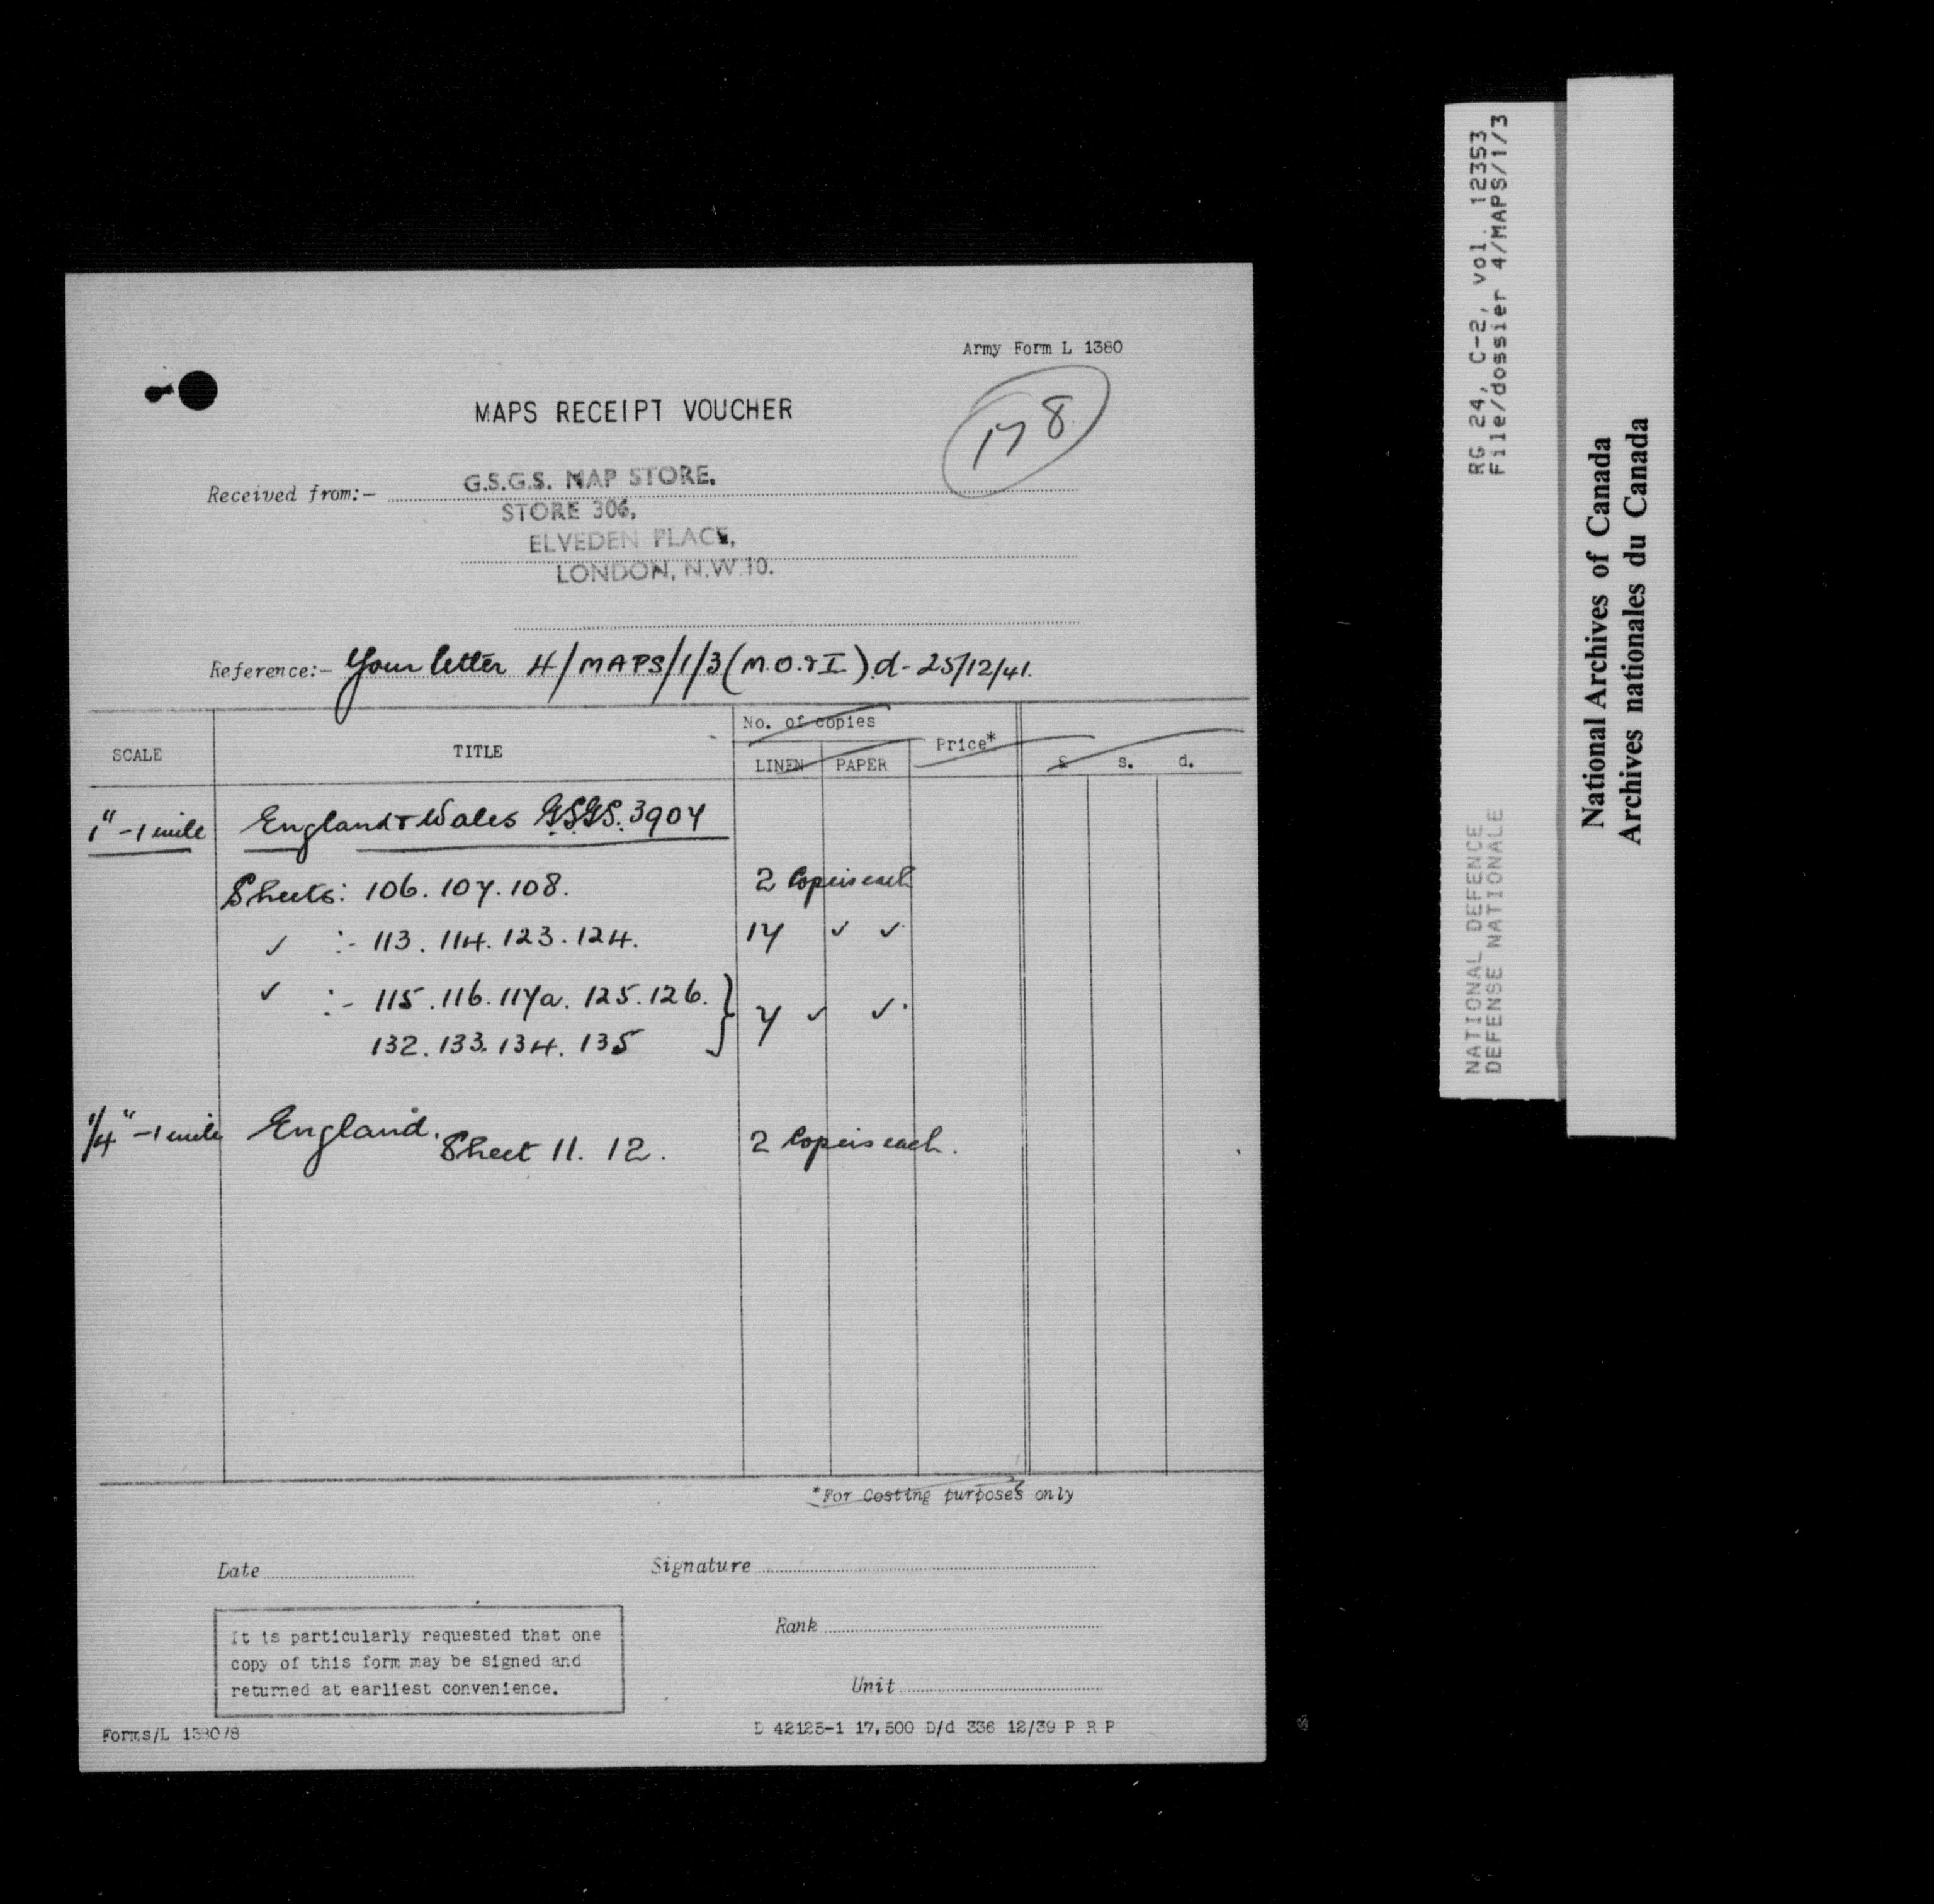 Army Form L 1380
MAPS RECEIPT VOUCHER
178
Received from:-
G.S.G.S. MAP STORE,
STORE 306,
ELVEDEN PLACE,
LONDON, N.W.10.
Reference:- Your letter 4/MAPS/1/3 (M.O.&I) d- 25/12/41.
SCALE TITLE No. of copies LINEN PAPER Price* £ s. d.
1" - 1 mile England & Wales GSGS. 3907
Sheets: 106. 107. 108. 2 Copeis each
✓ :- 113. 114. 123. 124. 17 ✓ ✓
✓ :- 115. 116. 117a. 125. 126. } 7 ✓ ✓.
132. 133. 134. 135
1/4" - 1 mile England. Sheet 11. 12. 2 Copeis each.
*For Costing purposes only
Date
Signature
Rank
Unit
It is particularly requested that one
copy of this form may be signed and
returned at earliest convenience.
Forms/L 1380/8
D 42125-1 17,500 D/d 336 12/39 P R P
RG 24, C-2, vol. 12353
File/dossier 4/MAPS/1/3
NATIONAL DEFENCE
DEFENSE NATIONALE
National Archives of Canada
Archives nationales du Canada